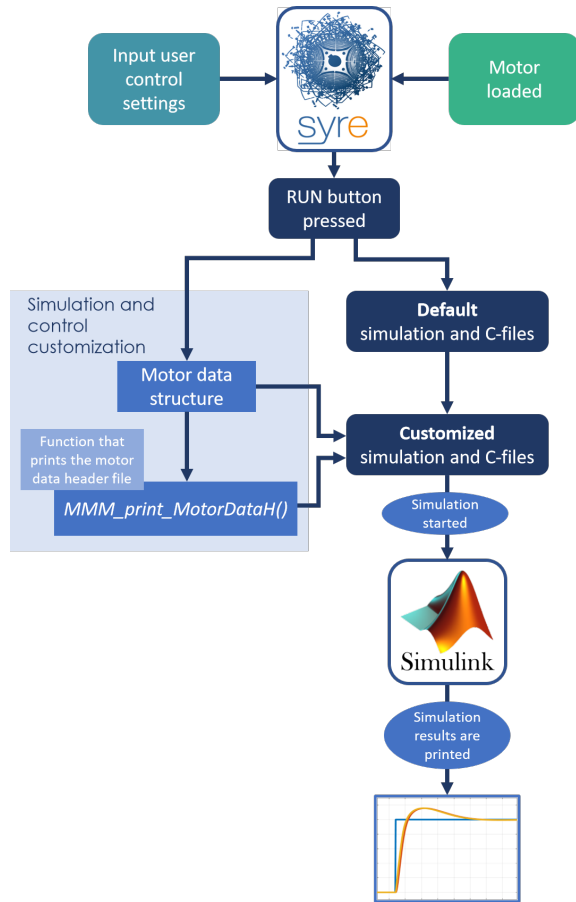 Input user
control
settings
syre
Motor
loaded
RUN button
pressed
Simulation and
control
customization
Default
simulation and C-files
Motor data
structure
Customized
simulation and C-files
Function that
prints the motor
data header file
MMM_print_MotorDataH()
Simulation
started
Simulink
Simulation
results are
printed